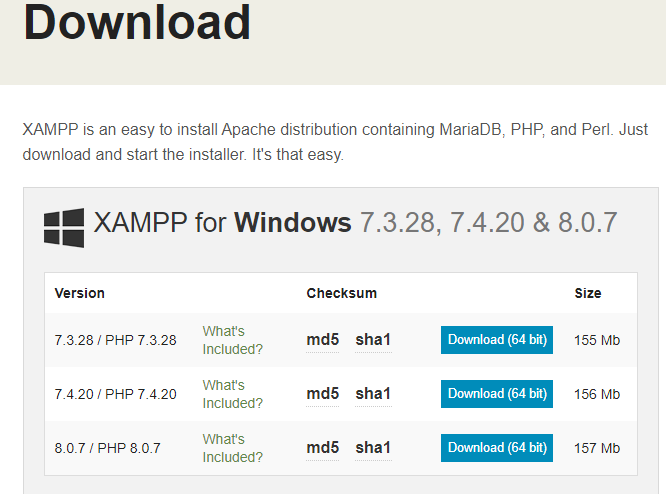 Download
XAMPP is an easy to install Apache distribution containing MariaDB, PHP, and Perl. Just
download and start the installer. It's that easy.
XAMPP for Windows 7.3.28, 7.4.20 & 8.0.7
Version Checksum Size
7.3.28 / PHP 7.3.28 What's Included? md5 sha1 Download (64 bit) 155 Mb
7.4.20 / PHP 7.4.20 What's Included? md5 sha1 Download (64 bit) 156 Mb
8.0.7 / PHP 8.0.7 What's Included? md5 sha1 Download (64 bit) 157 Mb